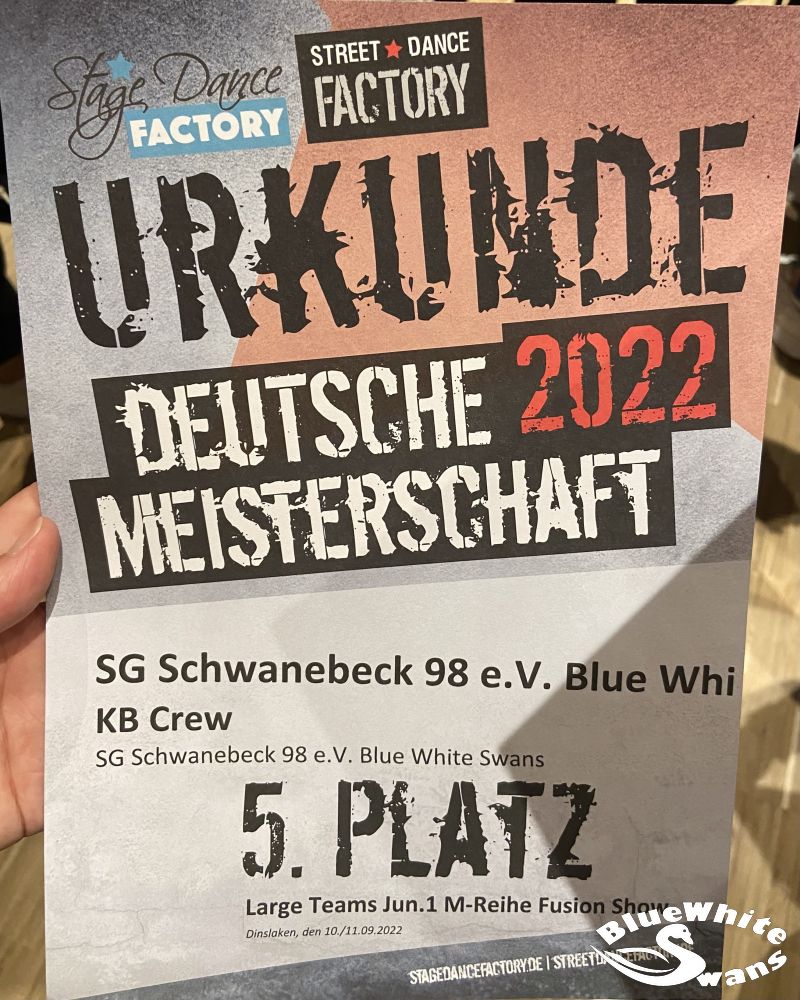 Stage Dance
FACTORY
STREET DANCE
FACTORY
URKUNDE
DEUTSCHE 2022
MEISTERSCHAFT
SG Schwanebeck 98 e.V. Blue Whi
KB Crew
SG Schwanebeck 98 e.V. Blue White Swans
5. PLATZ
Large Teams Jun.1 M-Reihe Fusion Show
Dinslaken, den 10./11.09.2022
STAGEDANCEFACTORY.DE | STREETDANCEFACTORY.DE
BlueWhite
Swans